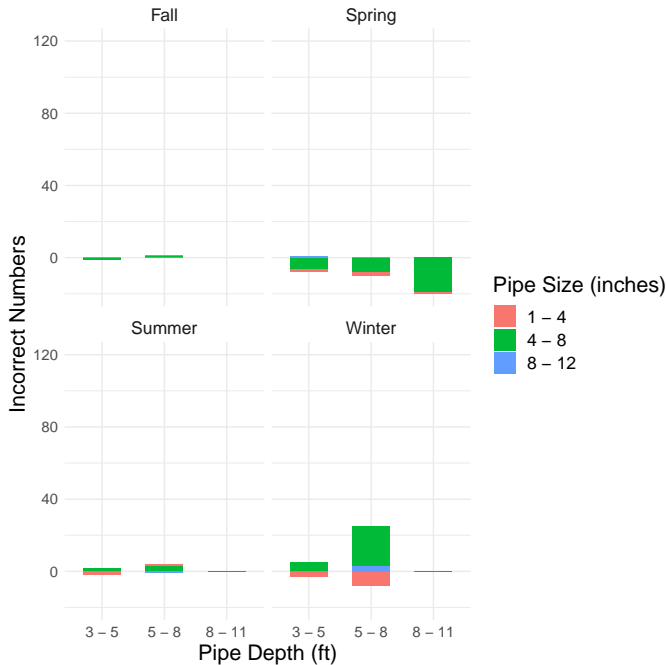 Fall
Spring
120
80
40
0
Summer
Winter
120
80
40
0
3 – 5
5 – 8
8 – 11
3 – 5
5 – 8
8 – 11
Pipe Depth (ft)
Incorrect Numbers
Pipe Size (inches)
1 – 4
4 – 8
8 – 12